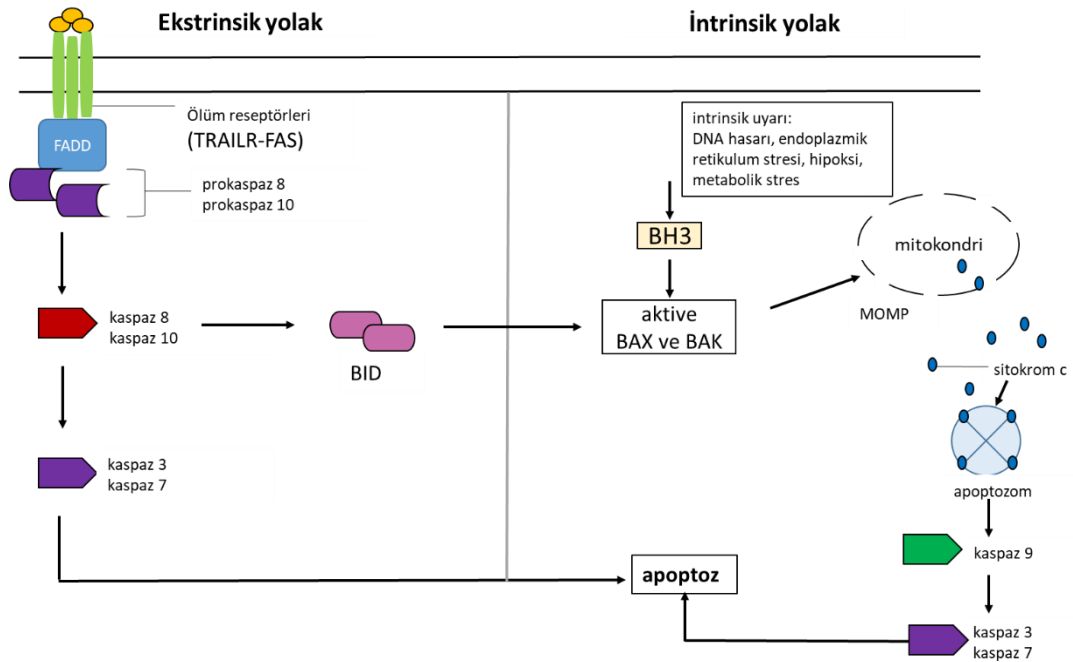 Ekstrinsik yolak
İntrinsik yolak
Ölüm reseptörleri
(TRAILR-FAS)
FADD
prokaspaz 8
prokaspaz 10
kaspaz 8
kaspaz 10
BID
kaspaz 3
kaspaz 7
intrinsik uyarı:
DNA hasarı, endoplazmik
retikulum stresi, hipoksi,
metabolik stres
BH3
aktive
BAX ve BAK
mitokondri
MOMP
sitokrom c
apoptozom
kaspaz 9
kaspaz 3
kaspaz 7
apoptoz